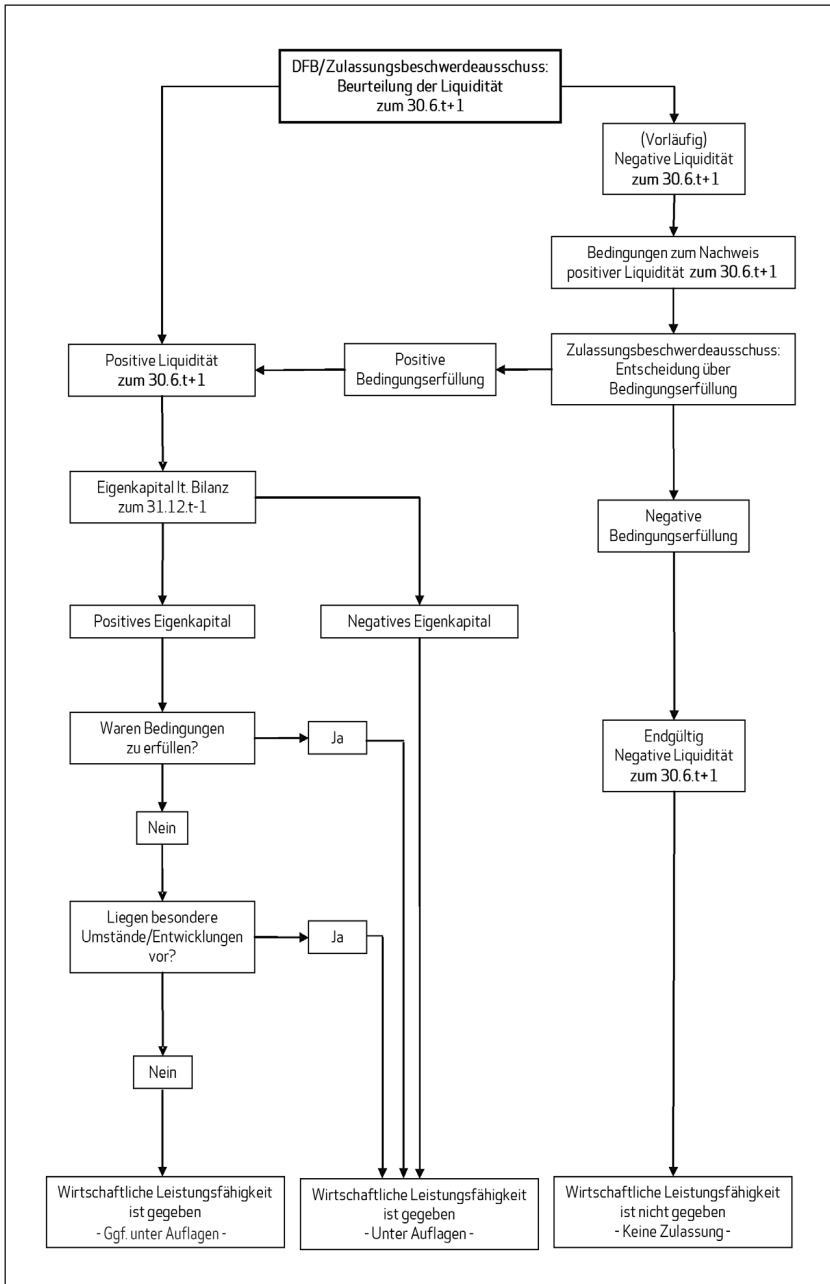 DFB/Zulassungsbeschwerdeausschuss:
Beurteilung der Liquidität
zum 30.6.t+1
(Vorläufig)
Negative Liquidität
zum 30.6.t+1
Bedingungen zum Nachweis
positiver Liquidität zum 30.6.t+1
Positive Liquidität
zum 30.6.t+1
Positive
Bedingungserfüllung
Zulassungsbeschwerdeausschuss:
Entscheidung über
Bedingungserfüllung
Eigenkapital lt. Bilanz
zum 31.12.t-1
Negative
Bedingungserfüllung
Positives Eigenkapital
Negatives Eigenkapital
Waren Bedingungen
zu erfüllen?
Ja
Endgültig
Negative Liquidität
zum 30.6.t+1
Nein
Liegen besondere
Umstände/Entwicklungen
vor?
Ja
Nein
Wirtschaftliche Leistungsfähigkeit
ist gegeben
- Ggf. unter Auflagen -
Wirtschaftliche Leistungsfähigkeit
ist gegeben
- Unter Auflagen -
Wirtschaftliche Leistungsfähigkeit
ist nicht gegeben
- Keine Zulassung -